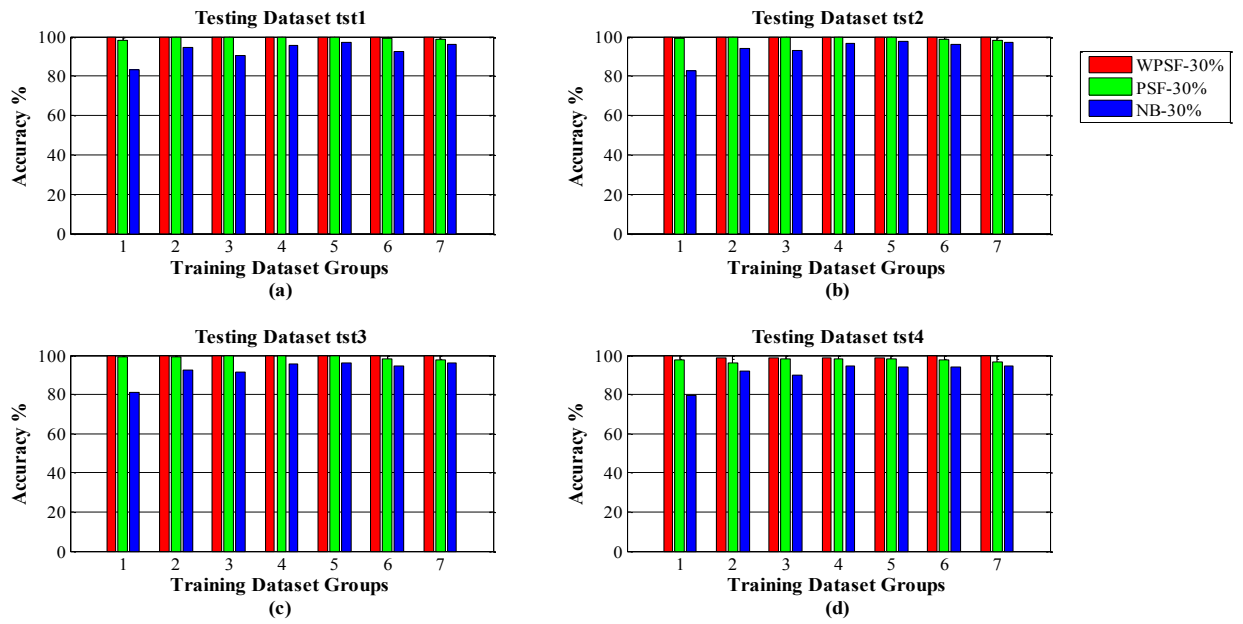 Testing Dataset tst1
100
80
60
40
20
0
Accuracy %
1 2 3 4 5 6 7
Training Dataset Groups
(a)
Testing Dataset tst2
100
80
60
40
20
0
Accuracy %
1 2 3 4 5 6 7
Training Dataset Groups
(b)
WPSF-30%
PSF-30%
NB-30%
Testing Dataset tst3
100
80
60
40
20
0
Accuracy %
1 2 3 4 5 6 7
Training Dataset Groups
(c)
Testing Dataset tst4
100
80
60
40
20
0
Accuracy %
1 2 3 4 5 6 7
Training Dataset Groups
(d)